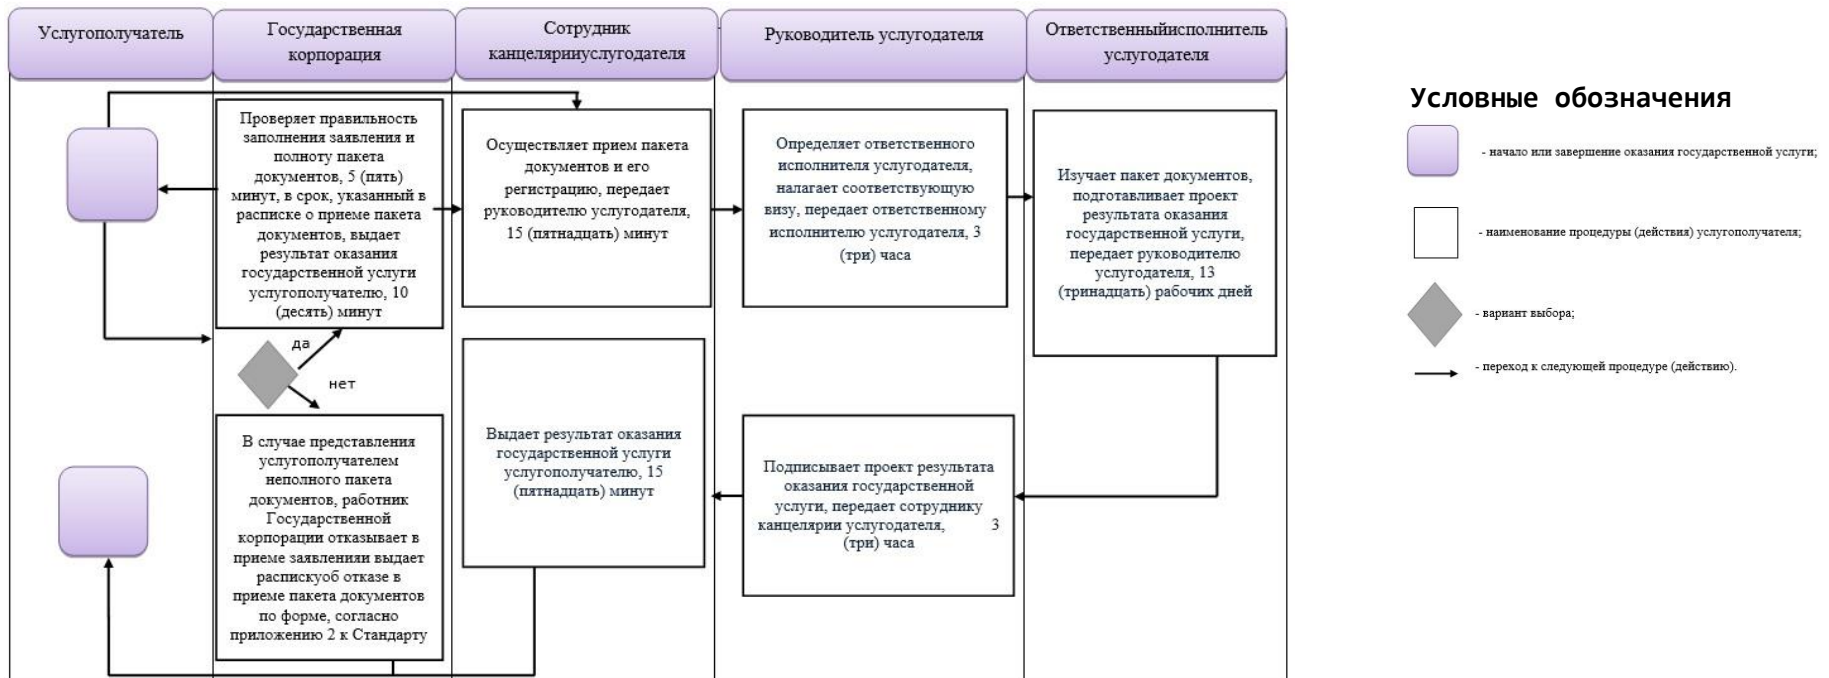 Услугополучатель
Государственная
корпорация
Сотрудник
канцелярииуслугодателя
Руководитель услугодателя
Ответственныйисполнитель
услугодателя
Проверяет правильность
заполнения заявления и
полноту пакета
документов, 5 (пять)
минут, в срок, указанный в
расписке о приеме пакета
документов, выдает
результат оказания
государственной услуги
услугополучателю, 10
(десять) минут
Осуществляет прием пакета
документов и его
регистрацию, передает
руководителю услугодателя,
15 (пятнадцать) минут
Определяет ответственного
исполнителя услугодателя,
налагает соответствующую
визу, передает ответственному
исполнителю услугодателя, 3
(три) часа
Изучает пакет документов,
подготавливает проект
результата оказания
государственной услуги,
передает руководителю
услугодателя, 13
(тринадцать) рабочих дней
да
нет
В случае представления
услугополучателем
неполного пакета
документов, работник
Государственной
корпорации отказывает в
приеме заявленияи выдает
распискуоб отказе в
приеме пакета документов
по форме, согласно
приложению 2 к Стандарту
Выдает результат оказания
государственной услуги
услугополучателю, 15
(пятнадцать) минут
Подписывает проект результата
оказания государственной
услуги, передает сотруднику
канцелярии услугодателя, 3
(три) часа
Условные обозначения
- начало или завершение оказания государственной услуги;
- наименование процедуры (действия) услугополучателя;
- вариант выбора;
- переход к следующей процедуре (действию).